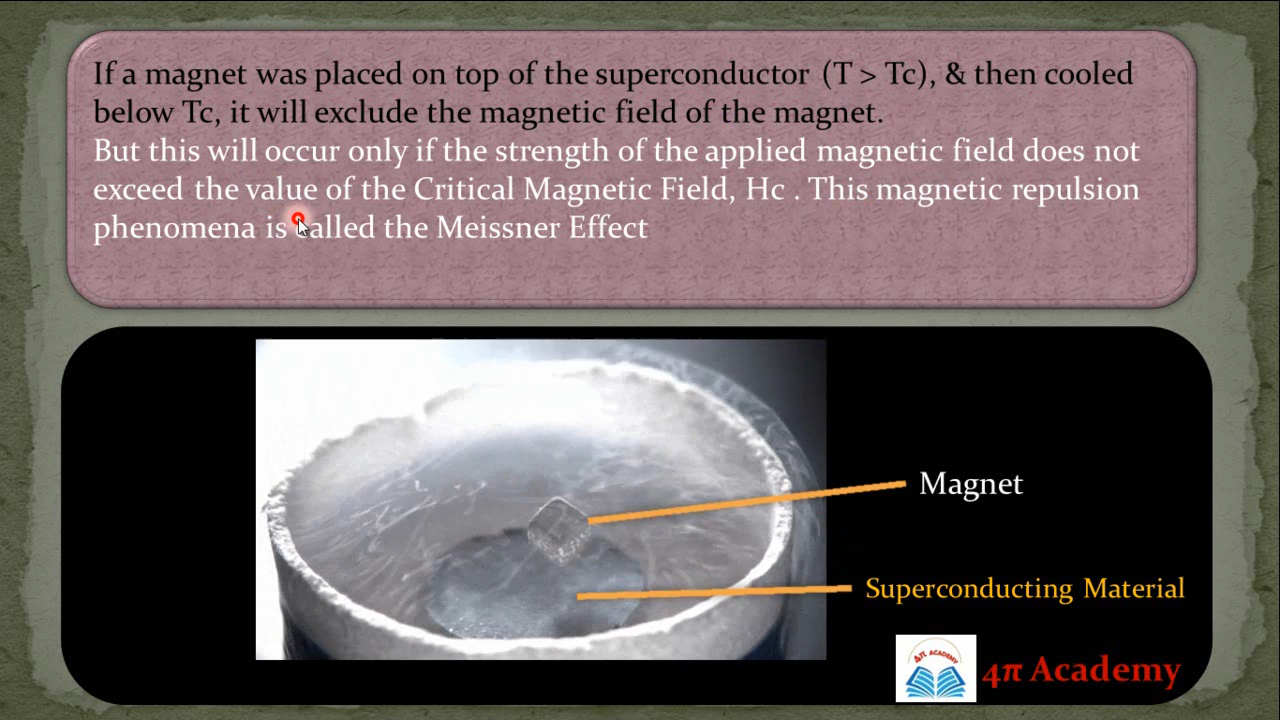 If a magnet was placed on top of the superconductor (T > Tc), & then cooled
below Tc, it will exclude the magnetic field of the magnet.
But this will occur only if the strength of the applied magnetic field does not
exceed the value of the Critical Magnetic Field, Hc . This magnetic repulsion
phenomena is called the Meissner Effect
Magnet
Superconducting Material
4π ACADEMY
4π Academy